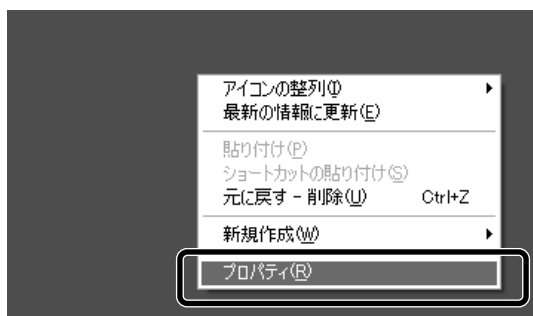 アイコンの整列(I)
最新の情報に更新(E)
貼り付け(P)
ショートカットの貼り付け(S)
元に戻す - 削除(U) Ctrl+Z
新規作成(W)
プロパティ(R)